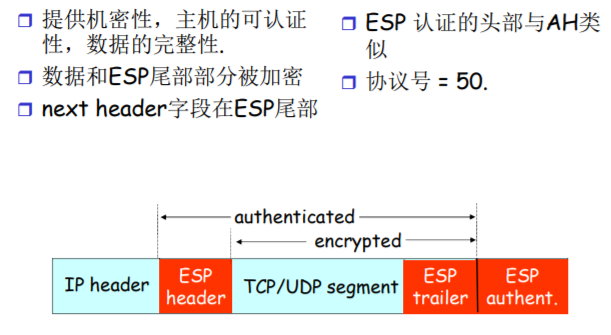 提供机密性，主机的可认证
性，数据的完整性.
数据和ESP尾部部分被加密
next header字段在ESP尾部
ESP 认证的头部与AH类
似
协议号 = 50.
authenticated
encrypted
IP header
ESP
header
TCP/UDP segment
ESP
trailer
ESP
authent.